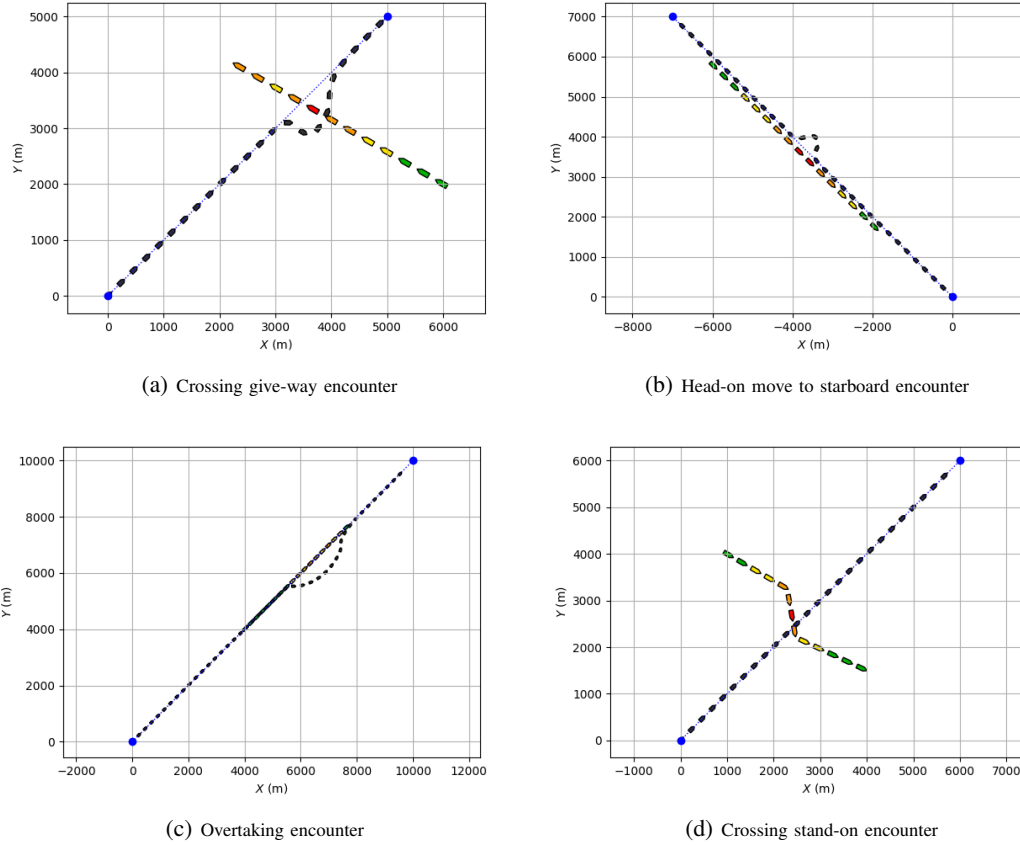 5000
4000
3000
2000
1000
0
Y (m)
0 1000 2000 3000 4000 5000 6000
X (m)
(a) Crossing give-way encounter
7000
6000
5000
4000
3000
2000
1000
0
Y (m)
−8000 −6000 −4000 −2000 0
X (m)
(b) Head-on move to starboard encounter
10000
8000
6000
4000
2000
0
Y (m)
−2000 0 2000 4000 6000 8000 10000 12000
X (m)
(c) Overtaking encounter
6000
5000
4000
3000
2000
1000
0
Y (m)
−1000 0 1000 2000 3000 4000 5000 6000 7000
X (m)
(d) Crossing stand-on encounter